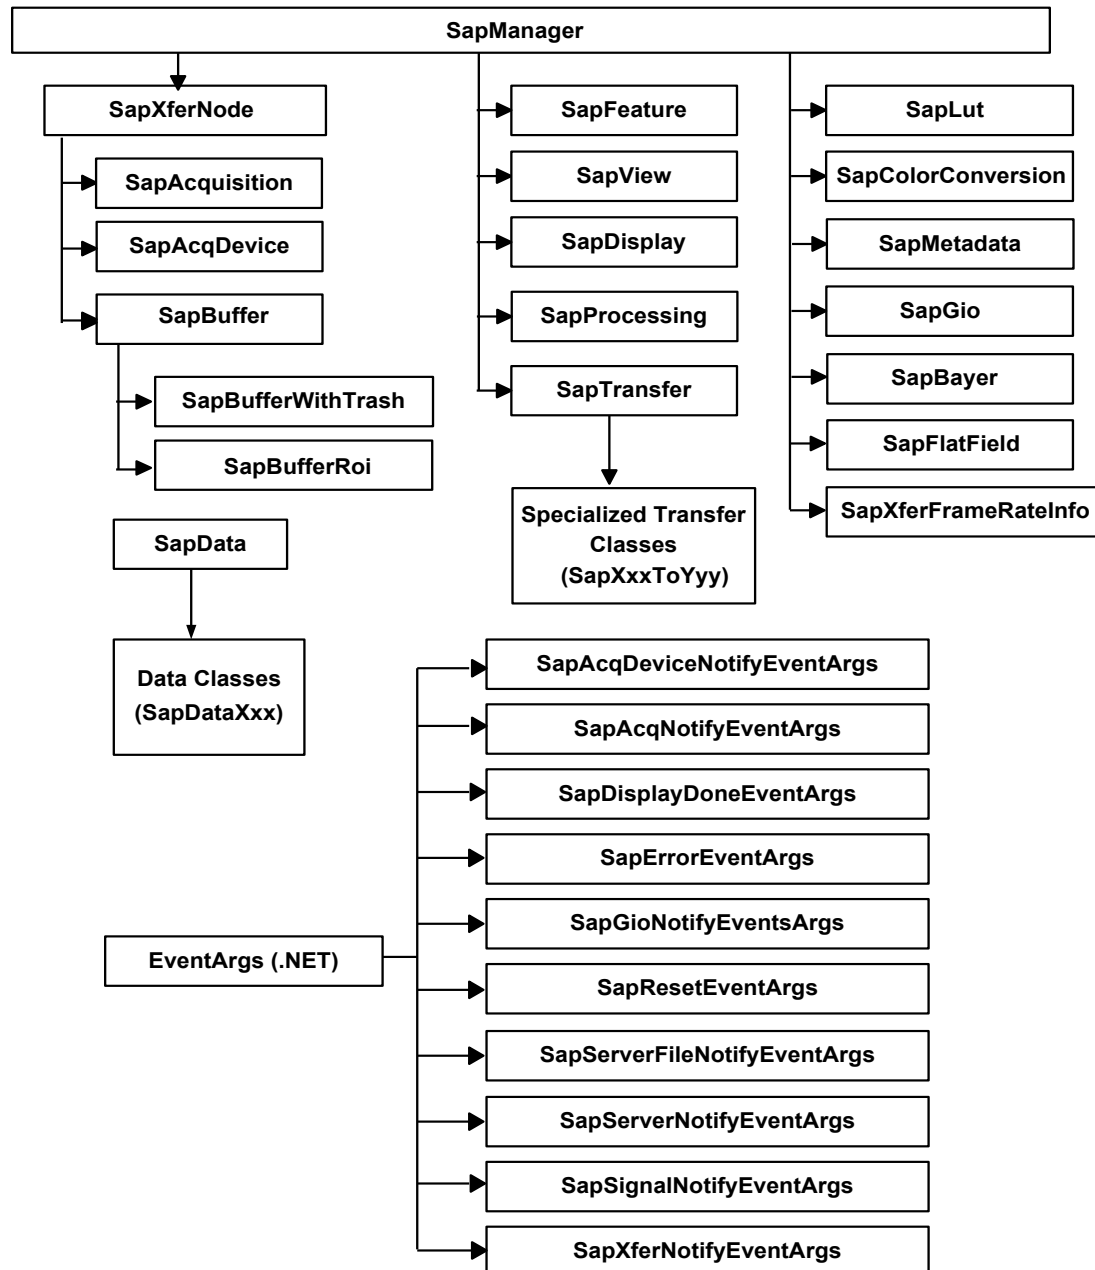 SapManager
SapXferNode
SapAcquisition
SapAcqDevice
SapBuffer
SapBufferWithTrash
SapBufferRoi
SapFeature
SapView
SapDisplay
SapProcessing
SapTransfer
Specialized Transfer
Classes
(SapXxxToYyy)
SapLut
SapColorConversion
SapMetadata
SapGio
SapBayer
SapFlatField
SapXferFrameRateInfo
SapData
Data Classes
(SapDataXxx)
EventArgs (.NET)
SapAcqDeviceNotifyEventArgs
SapAcqNotifyEventArgs
SapDisplayDoneEventArgs
SapErrorEventArgs
SapGioNotifyEventsArgs
SapResetEventArgs
SapServerFileNotifyEventArgs
SapServerNotifyEventArgs
SapSignalNotifyEventArgs
SapXferNotifyEventArgs